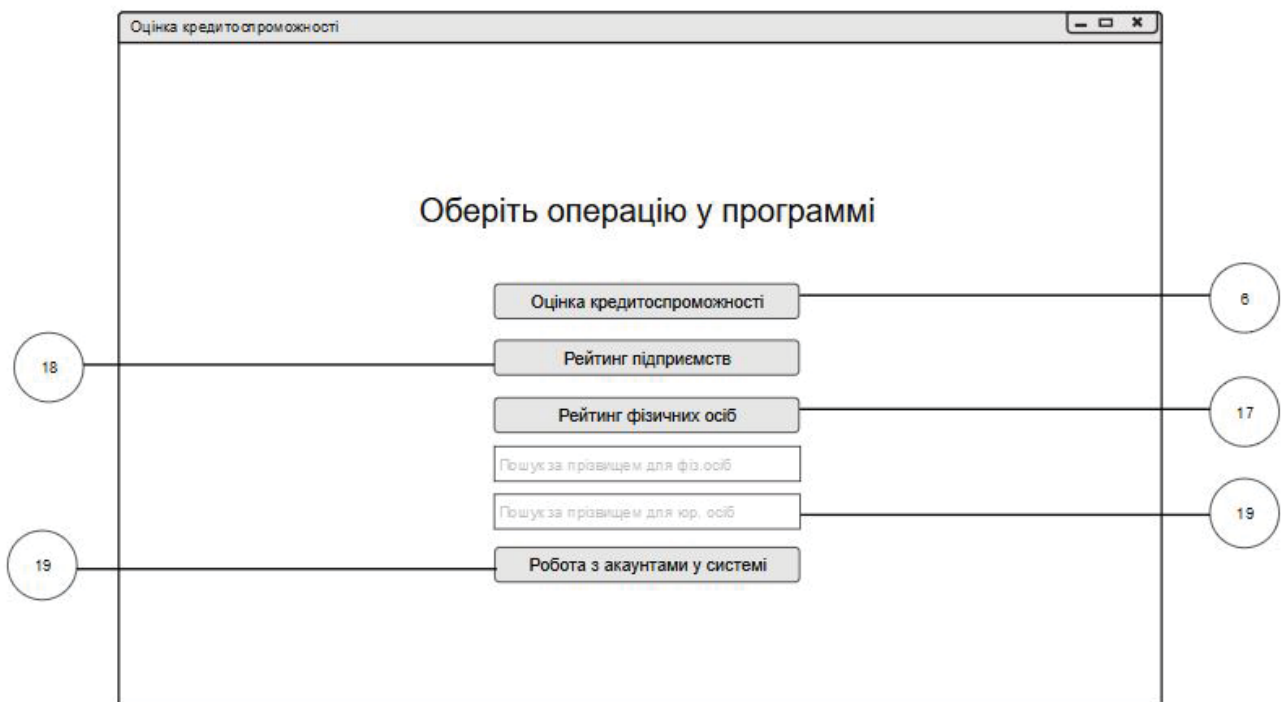 Оцінка кредитоспроможності
Оберіть операцію у программі
Оцінка кредитоспроможності
6
Рейтинг підприємств
18
Рейтинг фізичних осіб
17
Пошук за прізвищем для фіз.осіб
Пошук за прізвищем для юр. осіб
19
Робота з акаунтами у системі
19